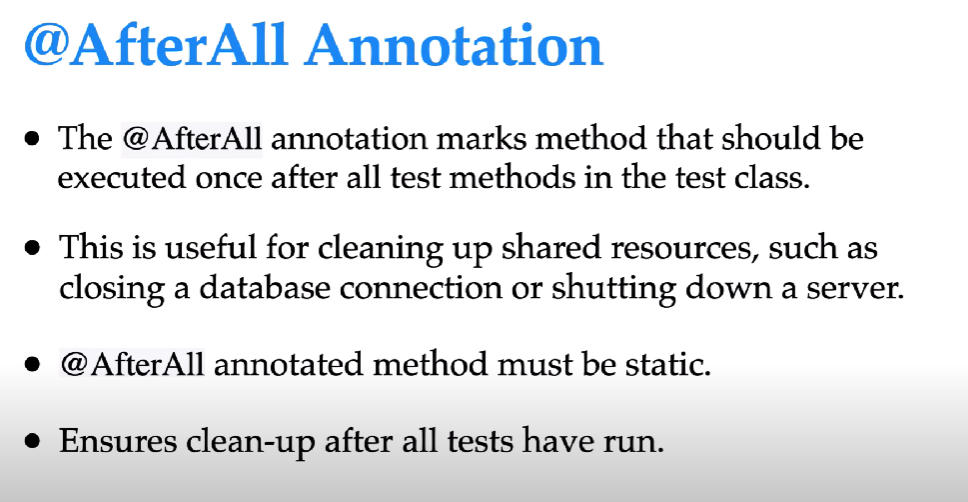 @AfterAll Annotation
• The @AfterAll annotation marks method that should be
executed once after all test methods in the test class.
• This is useful for cleaning up shared resources, such as
closing a database connection or shutting down a server.
• @AfterAll annotated method must be static.
• Ensures clean-up after all tests have run.